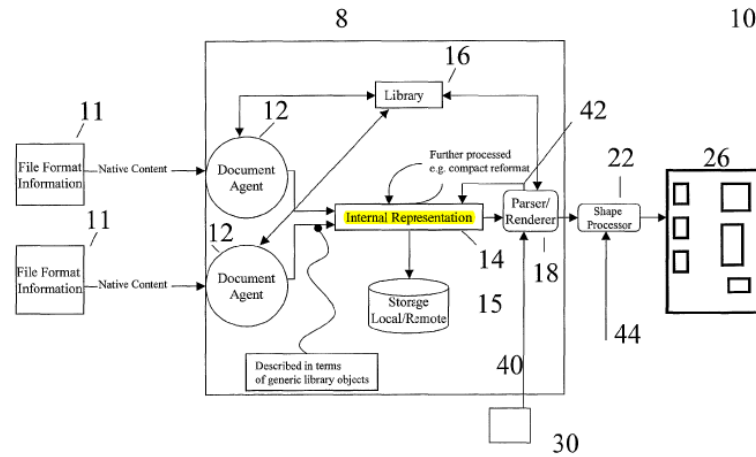 8
10
16
Library
11
12
42
File Format
Information
Native Content
Document
Agent
Further processed
e.g. compact reformat
22
26
Internal Representation
Parser/
Renderer
Shape
Processor
11
12
14
18
File Format
Information
Native Content
Document
Agent
Storage
Local/Remote
15
44
Described in terms
of generic library objects
40
30